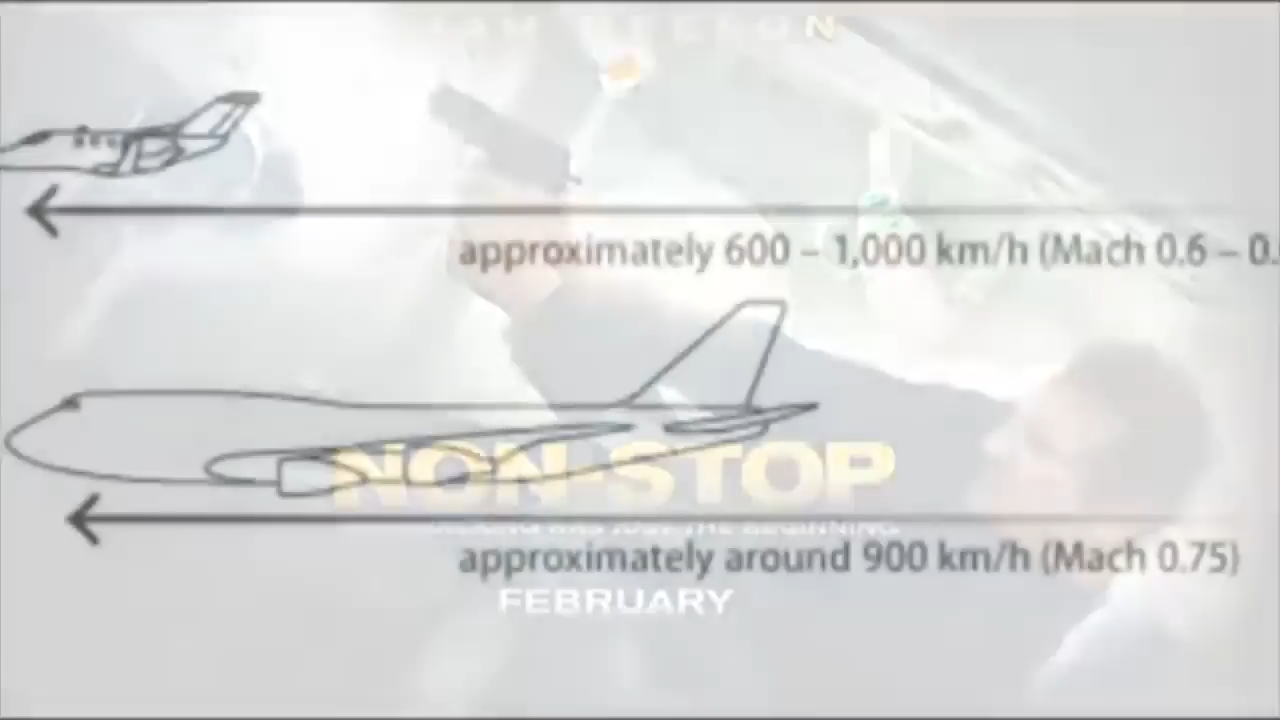 approximately 600 – 1,000 km/h (Mach 0.6 – 0.
NON-STOP
approximately around 900 km/h (Mach 0.75)
FEBRUARY